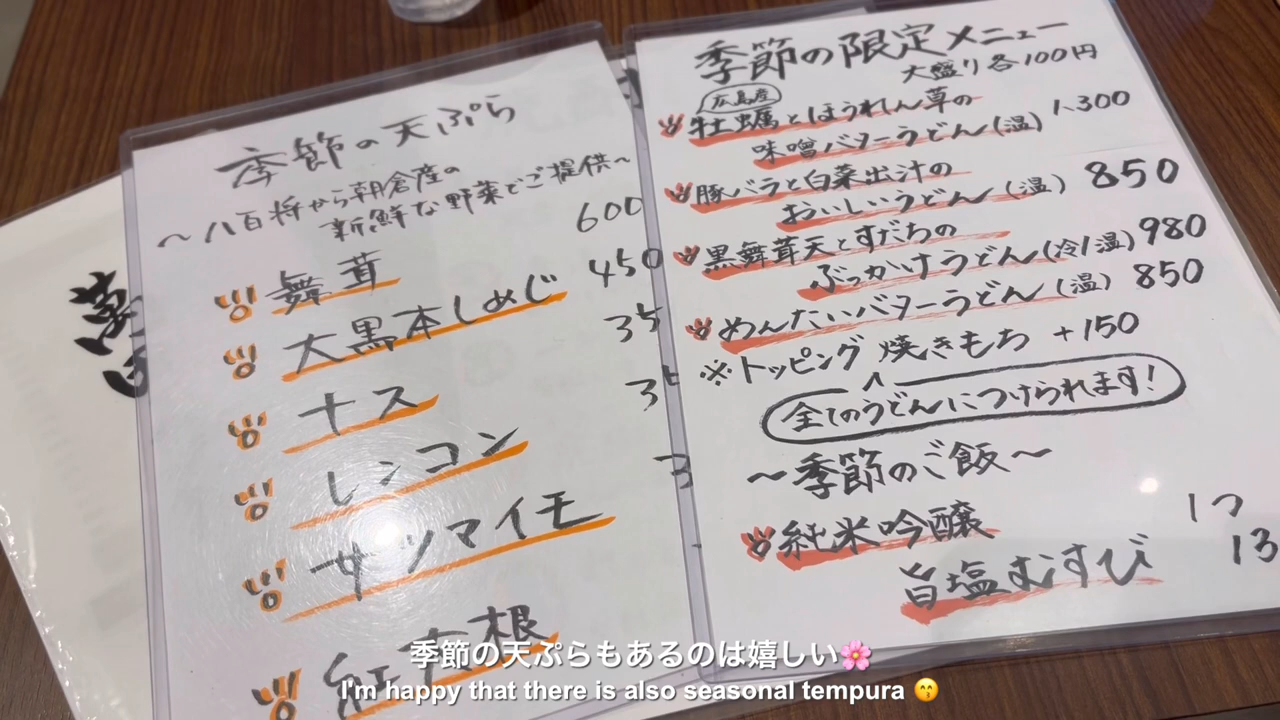 季節の天ぷら
〜八百将から朝倉産の
新鮮な野菜でご提供〜
舞茸 600
大黒本しめじ 450
ナス 35
レンコン 3
サツマイモ 3
紅大根
季節の限定メニュー
大盛り各100円
広島産
牡蠣とほうれん草の
味噌バターうどん(温) 1,300
豚バラと白菜出汁の
おいしいうどん(温) 850
黒舞茸天とすだちの
ぶっかけうどん(冷/温) 980
めんたいバターうどん(温) 850
※トッピング 焼きもち +150
全てのうどんにつけられます!
〜季節のご飯〜
純米吟醸 1つ
旨塩むすび 13
季節の天ぷらもあるのは嬉しい🌸
I'm happy that there is also seasonal tempura 😙